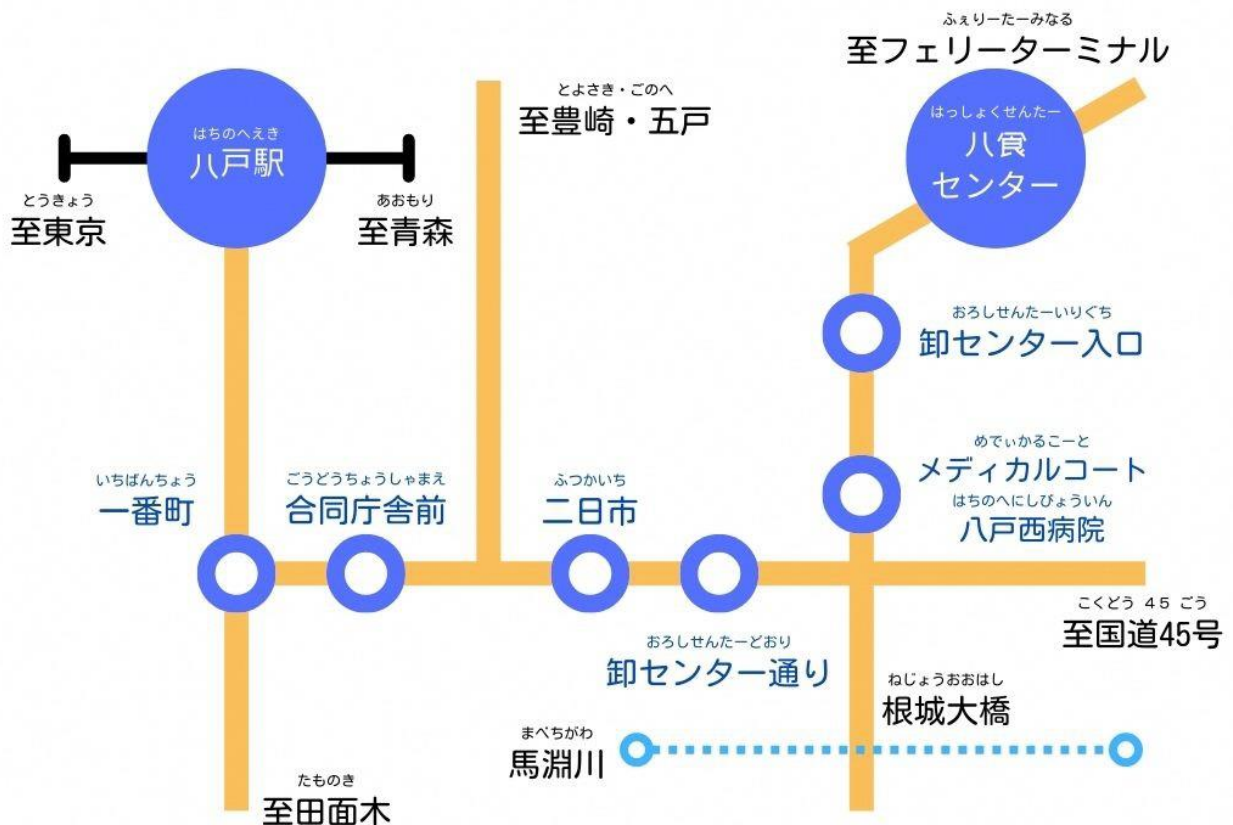 ふぇりーたーみなる
至フェリーターミナル
とよさき・ごのへ
至豊崎・五戸
はちのへえき
八戸駅
とうきょう
至東京
あおもり
至青森
はっしょくせんたー
八食
センター
おろしせんたーいりぐち
卸センター入口
めでぃかるこーと
メディカルコート
はちのへにしびょういん
八戸西病院
いちばんちょう
一番町
ごうどうちょうしゃまえ
合同庁舎前
ふつかいち
二日市
おろしせんたーどおり
卸センター通り
こくどう 45 ごう
至国道45号
ねじょうおおはし
根城大橋
まべちがわ
馬淵川
たものき
至田面木